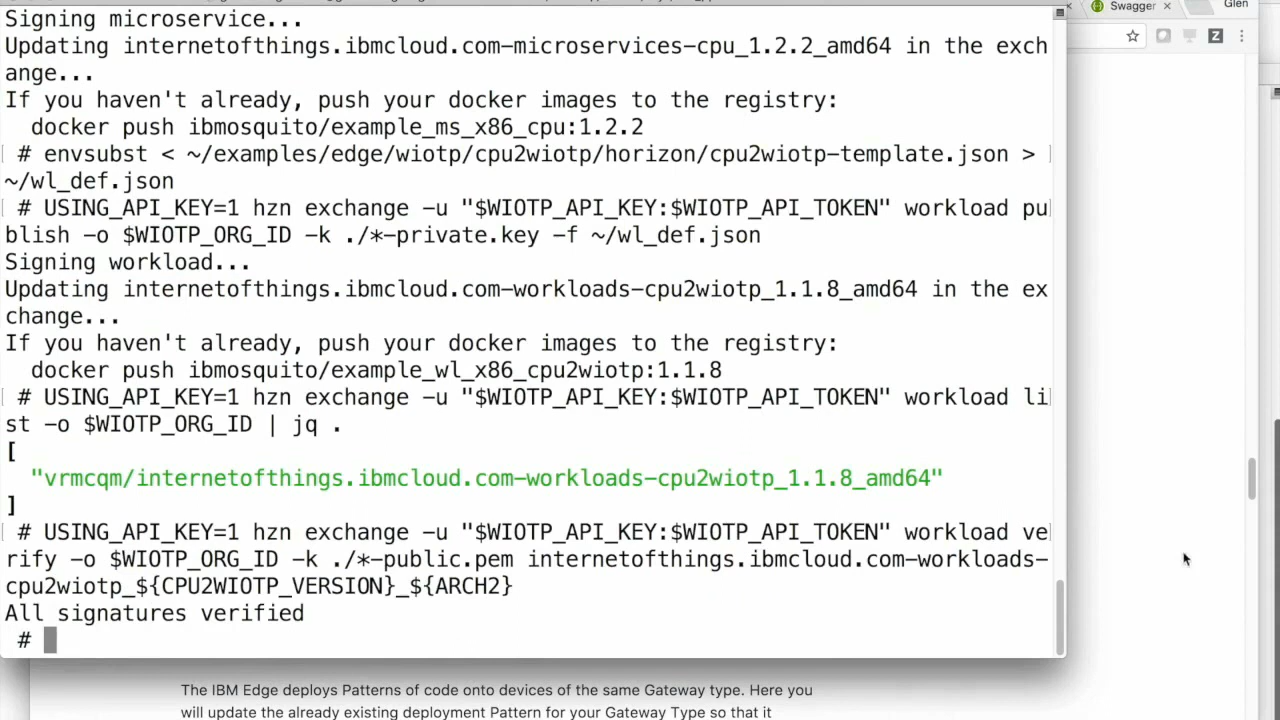 Swagger
Glen
Signing microservice...
Updating internetofthings.ibmcloud.com-microservices-cpu_1.2.2_amd64 in the exch
ange...
If you haven't already, push your docker images to the registry:
  docker push ibmosquito/example_ms_x86_cpu:1.2.2
# envsubst < ~/examples/edge/wiotp/cpu2wiotp/horizon/cpu2wiotp-template.json >
~/wl_def.json
# USING_API_KEY=1 hzn exchange -u "$WIOTP_API_KEY:$WIOTP_API_TOKEN" workload pu
blish -o $WIOTP_ORG_ID -k ./*-private.key -f ~/wl_def.json
Signing workload...
Updating internetofthings.ibmcloud.com-workloads-cpu2wiotp_1.1.8_amd64 in the ex
change...
If you haven't already, push your docker images to the registry:
  docker push ibmosquito/example_wl_x86_cpu2wiotp:1.1.8
# USING_API_KEY=1 hzn exchange -u "$WIOTP_API_KEY:$WIOTP_API_TOKEN" workload li
st -o $WIOTP_ORG_ID | jq .
[
  "vrmcqm/internetofthings.ibmcloud.com-workloads-cpu2wiotp_1.1.8_amd64"
]
# USING_API_KEY=1 hzn exchange -u "$WIOTP_API_KEY:$WIOTP_API_TOKEN" workload ve
rify -o $WIOTP_ORG_ID -k ./*-public.pem internetofthings.ibmcloud.com-workloads-
cpu2wiotp_${CPU2WIOTP_VERSION}_${ARCH2}
All signatures verified
#
The IBM Edge deploys Patterns of code onto devices of the same Gateway type. Here you
will update the already existing deployment Pattern for your Gateway Type so that it